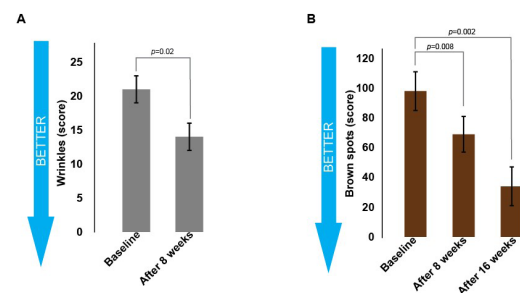 A
BETTER
Wrinkles (score)
25
20
15
10
5
0
p=0.02
Baseline
After 8 weeks
B
BETTER
Brown spots (score)
120
100
80
60
40
20
0
p=0.002
p=0.008
Baseline
After 8 weeks
After 16 weeks